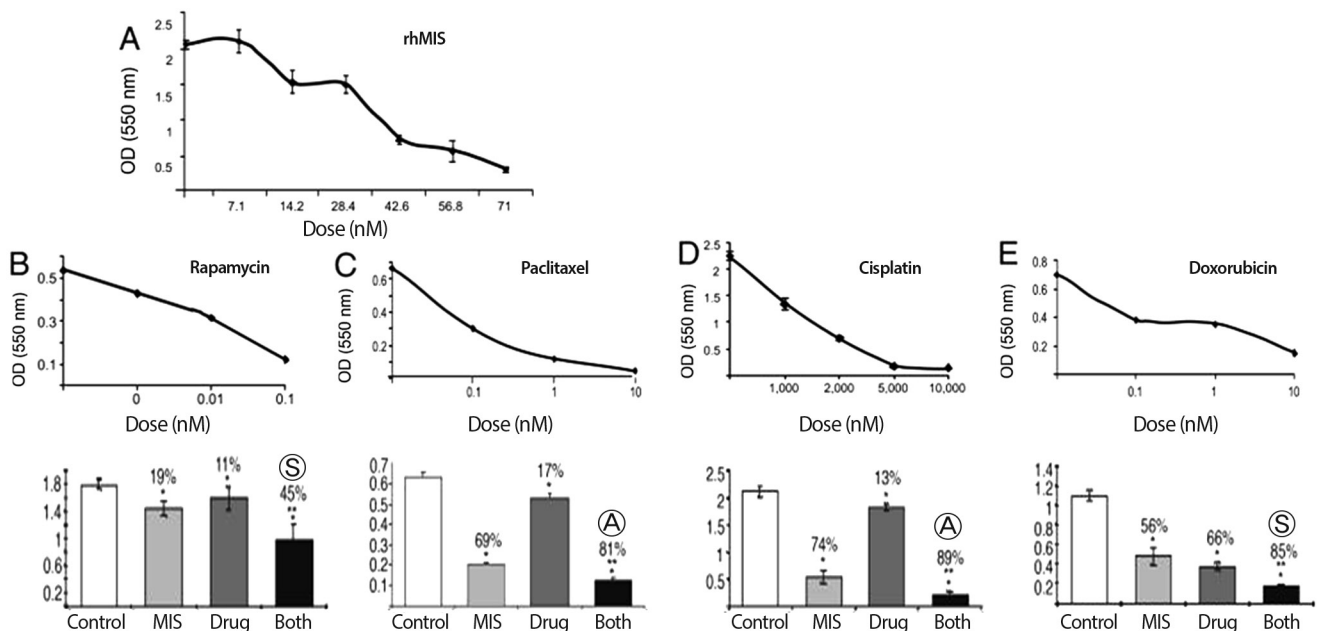 A
rhMIS
OD (550 nm)
2.5
2
1.5
1
0.5
7.1 14.2 28.4 42.6 56.8 71
Dose (nM)
B
Rapamycin
OD (550 nm)
0.5
0.3
0.1
0 0.01 0.1
Dose (nM)
C
Paclitaxel
OD (550 nm)
0.6
0.4
0.2
0.1 1 10
Dose (nM)
D
Cisplatin
OD (550 nm)
2.5
2
1.5
1
0.5
1,000 2,000 5,000 10,000
Dose (nM)
E
Doxorubicin
OD (550 nm)
0.8
0.6
0.4
0.2
0.1 1 10
Dose (nM)
1.8
1.4
1.0
0.6
0.2
19%
*
11%
*
S
45%
**
*
Control MIS Drug Both
0.7
0.6
0.5
0.4
0.3
0.2
0.1
69%
*
17%
*
A
81%
**
*
Control MIS Drug Both
2.5
2
1.5
1
0.5
74%
*
13%
*
A
89%
**
*
Control MIS Drug Both
1.4
1.2
1.0
0.8
0.6
0.4
0.2
56%
*
66%
*
S
85%
**
*
Control MIS Drug Both